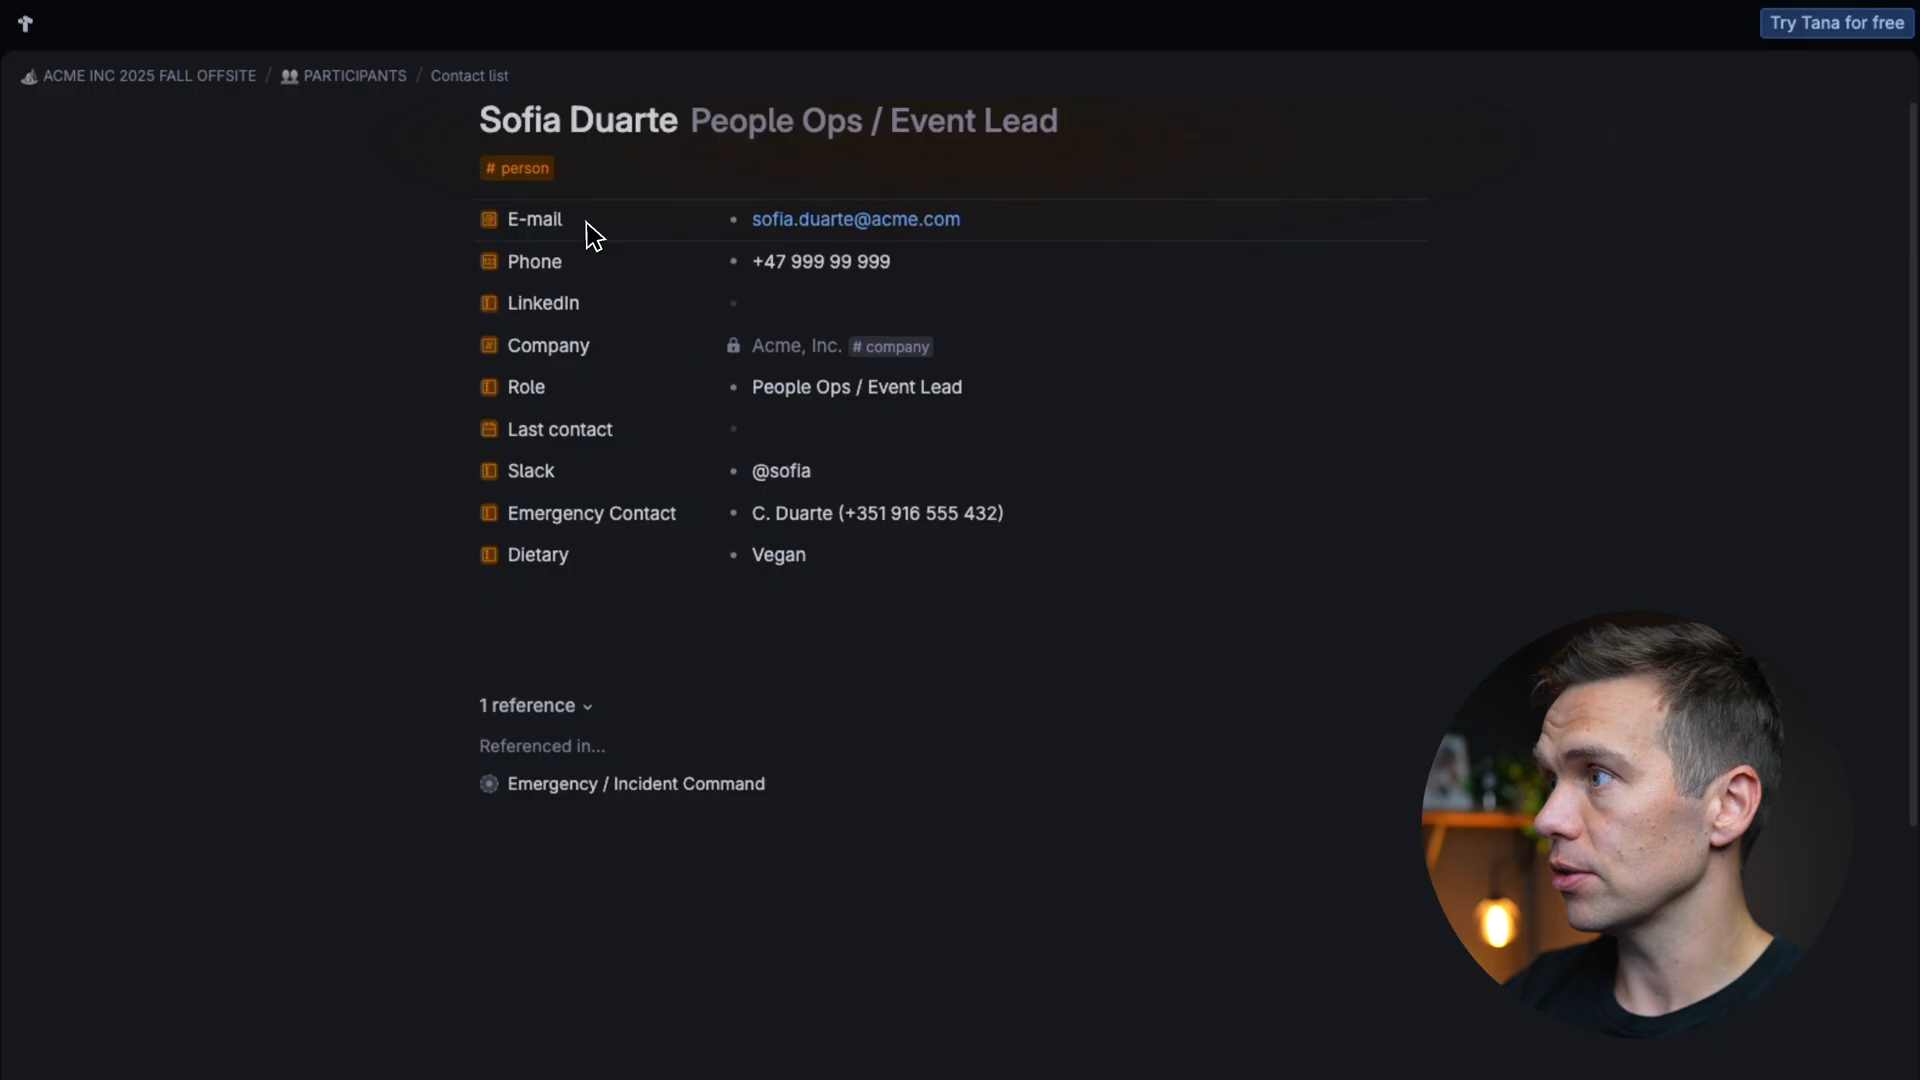 Try Tana for free
ACME INC 2025 FALL OFFSITE / PARTICIPANTS / Contact list
Sofia Duarte People Ops / Event Lead
# person
E-mail sofia.duarte@acme.com
Phone +47 999 99 999
LinkedIn
Company Acme, Inc. # company
Role People Ops / Event Lead
Last contact
Slack @sofia
Emergency Contact C. Duarte (+351 916 555 432)
Dietary Vegan
1 reference
Referenced in...
Emergency / Incident Command